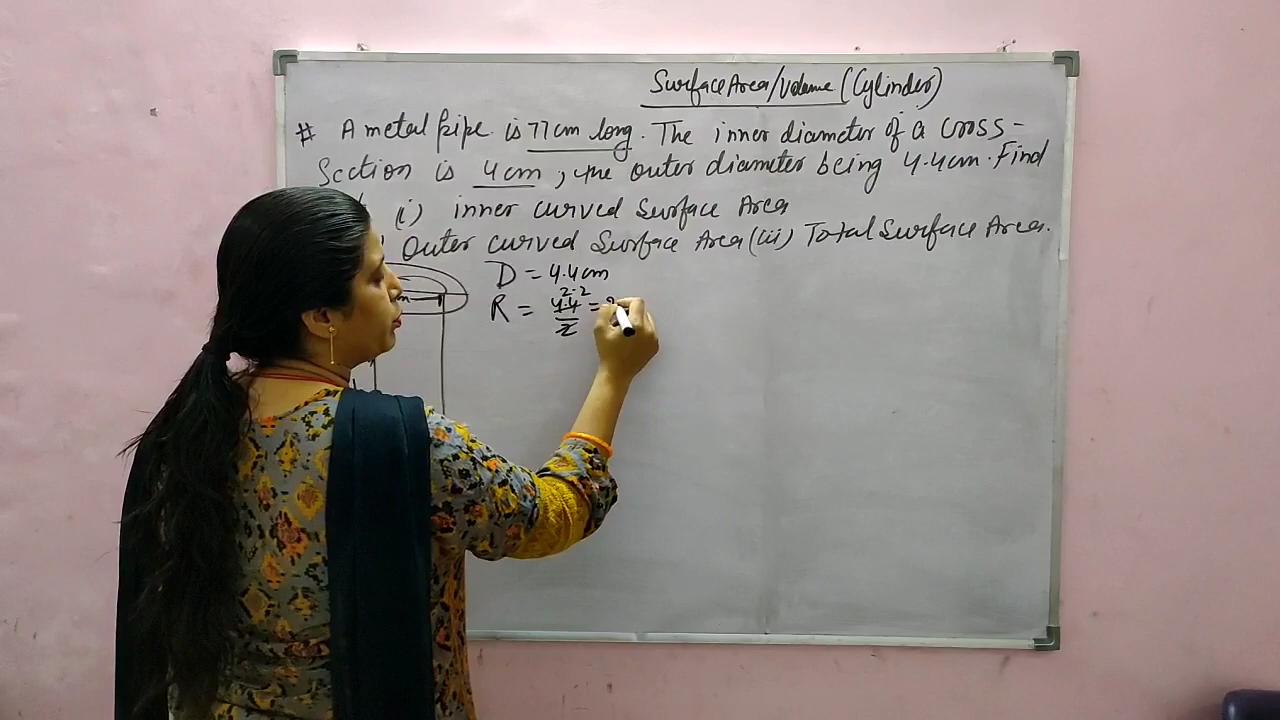 Surface Area/Volume (Cylinder)
# A metal pipe is 77cm long. The inner diameter of a cross-
Section is 4cm, the outer diameter being 4.4cm. Find
(i) inner curved Surface Area
Outer curved Surface Area (iii) Total Surface Area.
D = 4.4cm
2.2
R = 4.4 =
2